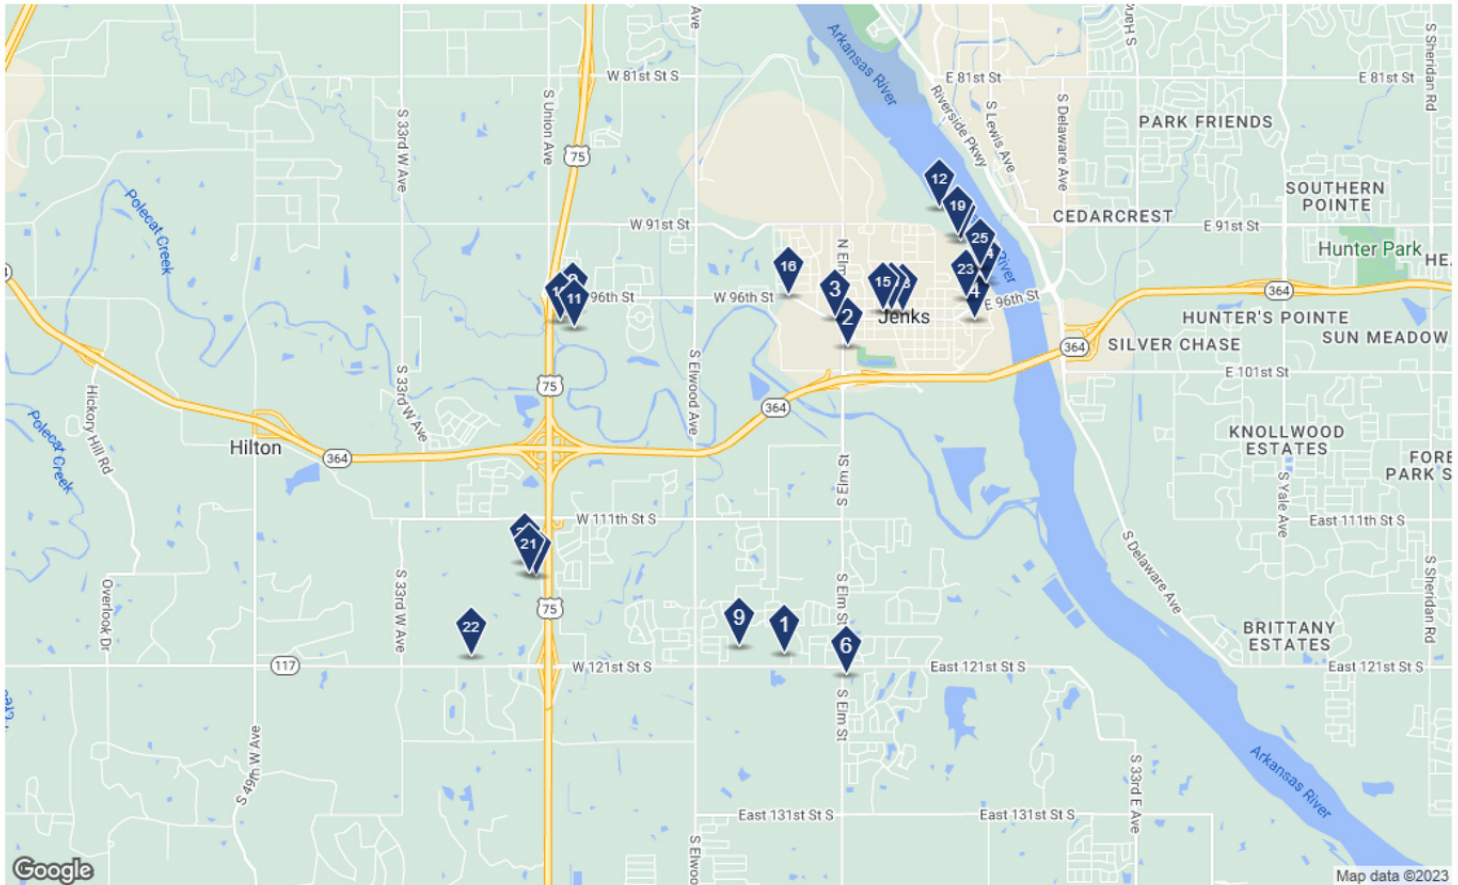 Arkansas River
W 81st St S
E 81st St
E 81st St
S Sheridan Rd
S Union Ave
S 33rd W Ave
Riverside Pkwy
S Lewis Ave
S Delaware Ave
PARK FRIENDS
75
12
SOUTHERN
POINTE
Polecat Creek
19
CEDARCREST
W 91st St
E 91st St
25
Hunter Park
16
N Elm
15
23
3
11
96th St
W 96th St
4
E 96th St
364
2
Jenks
HUNTER'S POINTE
SUN MEADOW
SILVER CHASE
364
E 101st St
75
S Elwood Ave
S 33rd W Ave
Hickory Hill Rd
364
Polecat Creek
Hilton
364
KNOLLWOOD
ESTATES
S Elm St
S Yale Ave
W 111th St S
East 111th St S
21
S Delaware Ave
S Sheridan Rd
Overlook Dr
S 33rd W Ave
S Elm St
75
22
9
1
6
BRITTANY
ESTATES
117
W 121st St S
East 121st St S
East 121st St S
S Elm St
S 49th W Ave
S 33rd E Ave
Arkansas River
East 131st St S
East 131st St S
Google
Map data ©2023